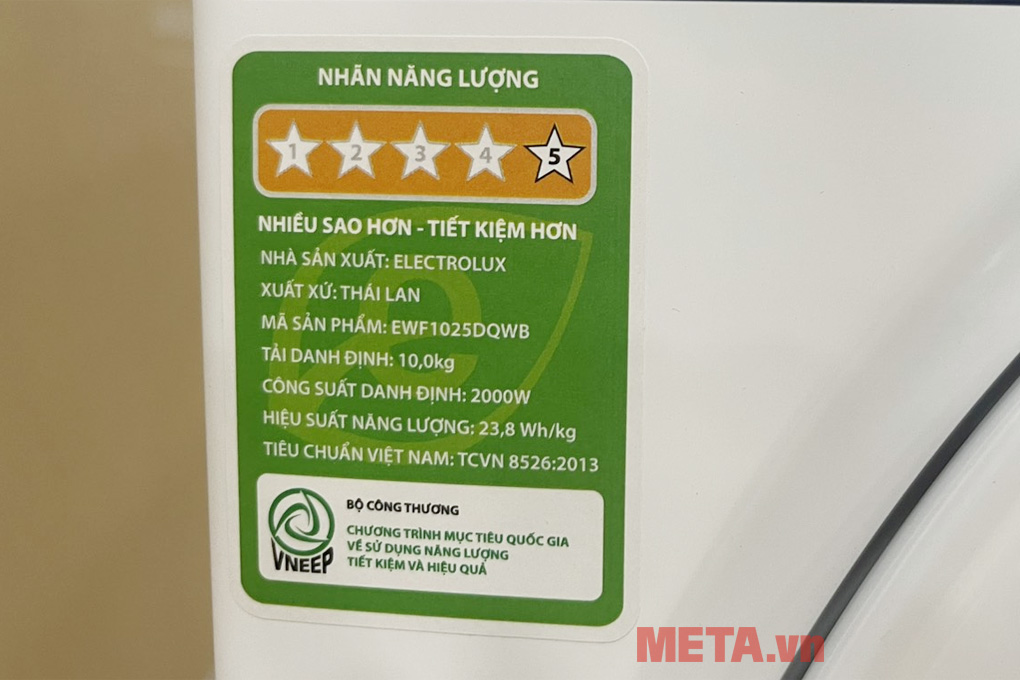 NHÃN NĂNG LƯỢNG
1 2 3 4 5
NHIỀU SAO HƠN - TIẾT KIỆM HƠN
NHÀ SẢN XUẤT: ELECTROLUX
XUẤT XỨ: THÁI LAN
MÃ SẢN PHẨM: EWF1025DQWB
TẢI DANH ĐỊNH: 10,0kg
CÔNG SUẤT DANH ĐỊNH: 2000W
HIỆU SUẤT NĂNG LƯỢNG: 23,8 Wh/kg
TIÊU CHUẨN VIỆT NAM: TCVN 8526:2013
BỘ CÔNG THƯƠNG
CHƯƠNG TRÌNH MỤC TIÊU QUỐC GIA
VỀ SỬ DỤNG NĂNG LƯỢNG
TIẾT KIỆM VÀ HIỆU QUẢ
VNEEP
META.vn